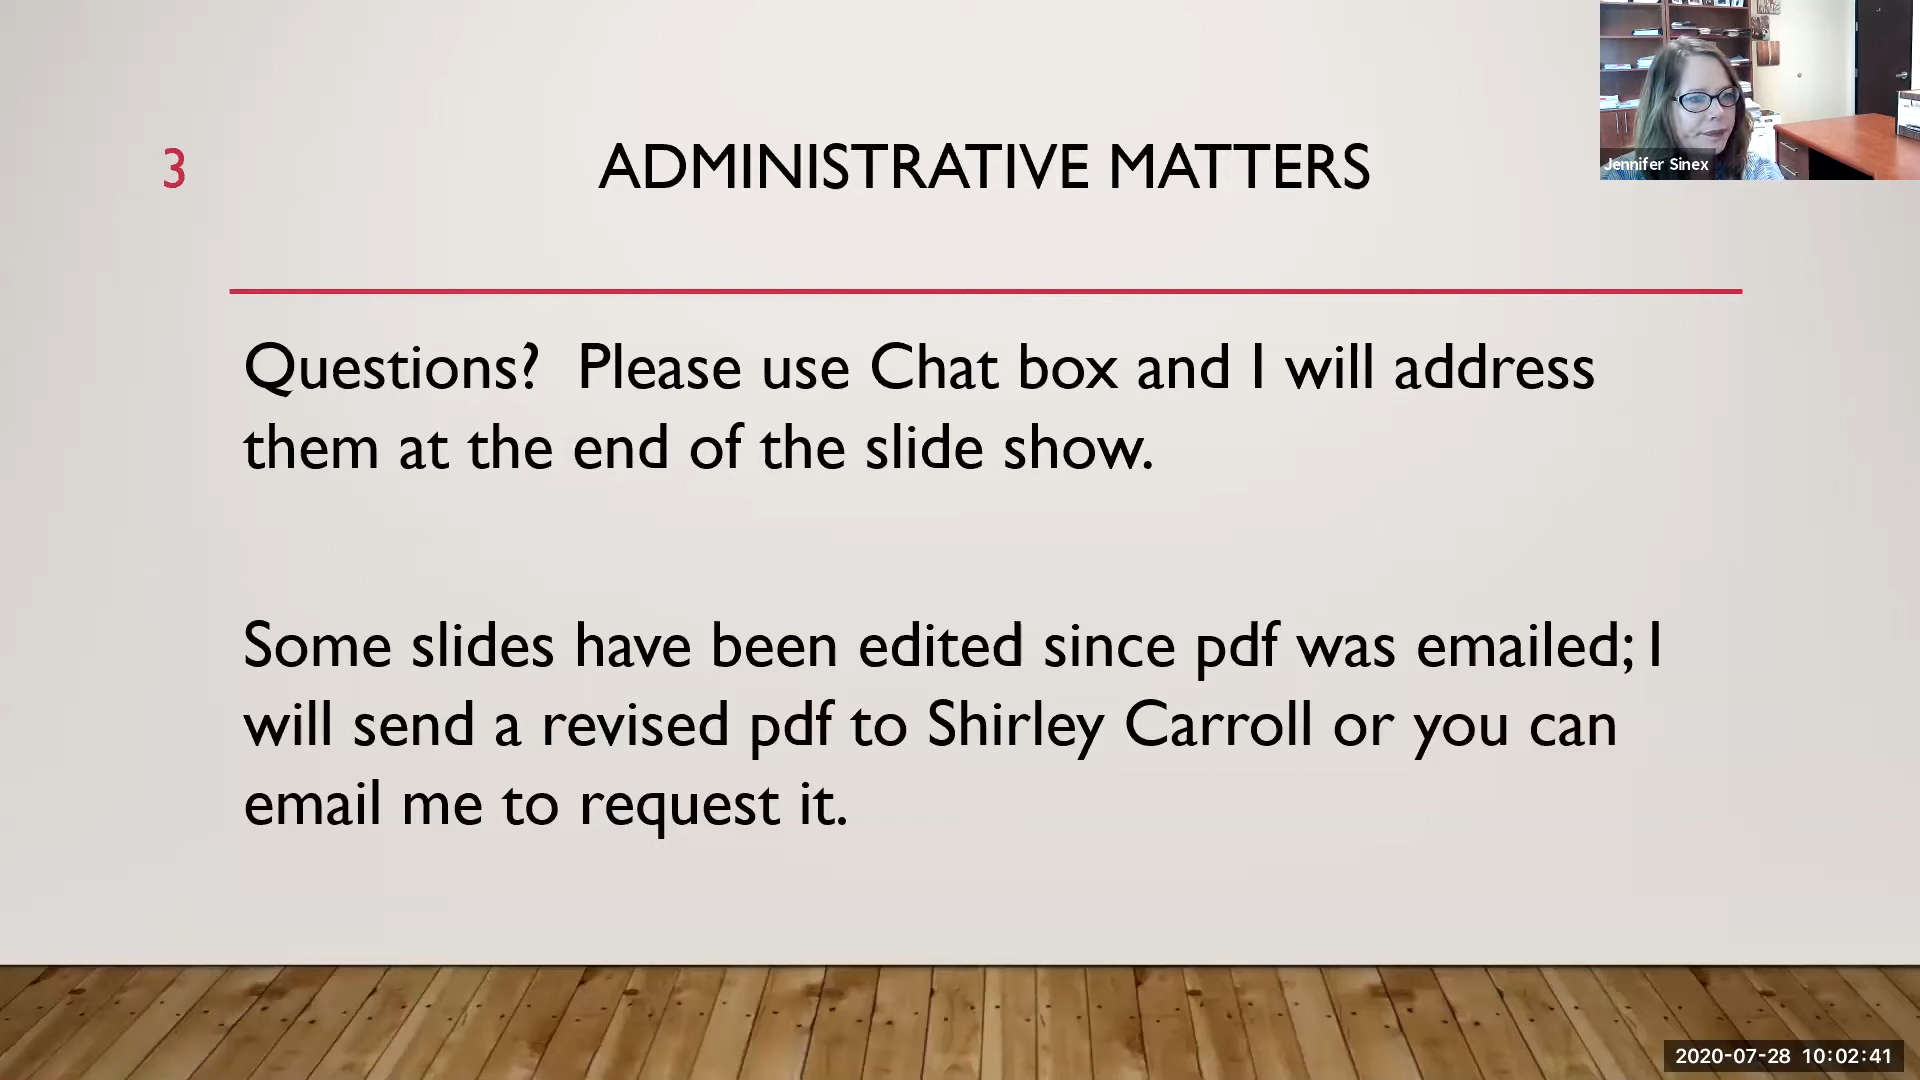 3
ADMINISTRATIVE MATTERS
Jennifer Sinex
Questions?  Please use Chat box and I will address
them at the end of the slide show.
Some slides have been edited since pdf was emailed; I
will send a revised pdf to Shirley Carroll or you can
email me to request it.
2020-07-28 10:02:41